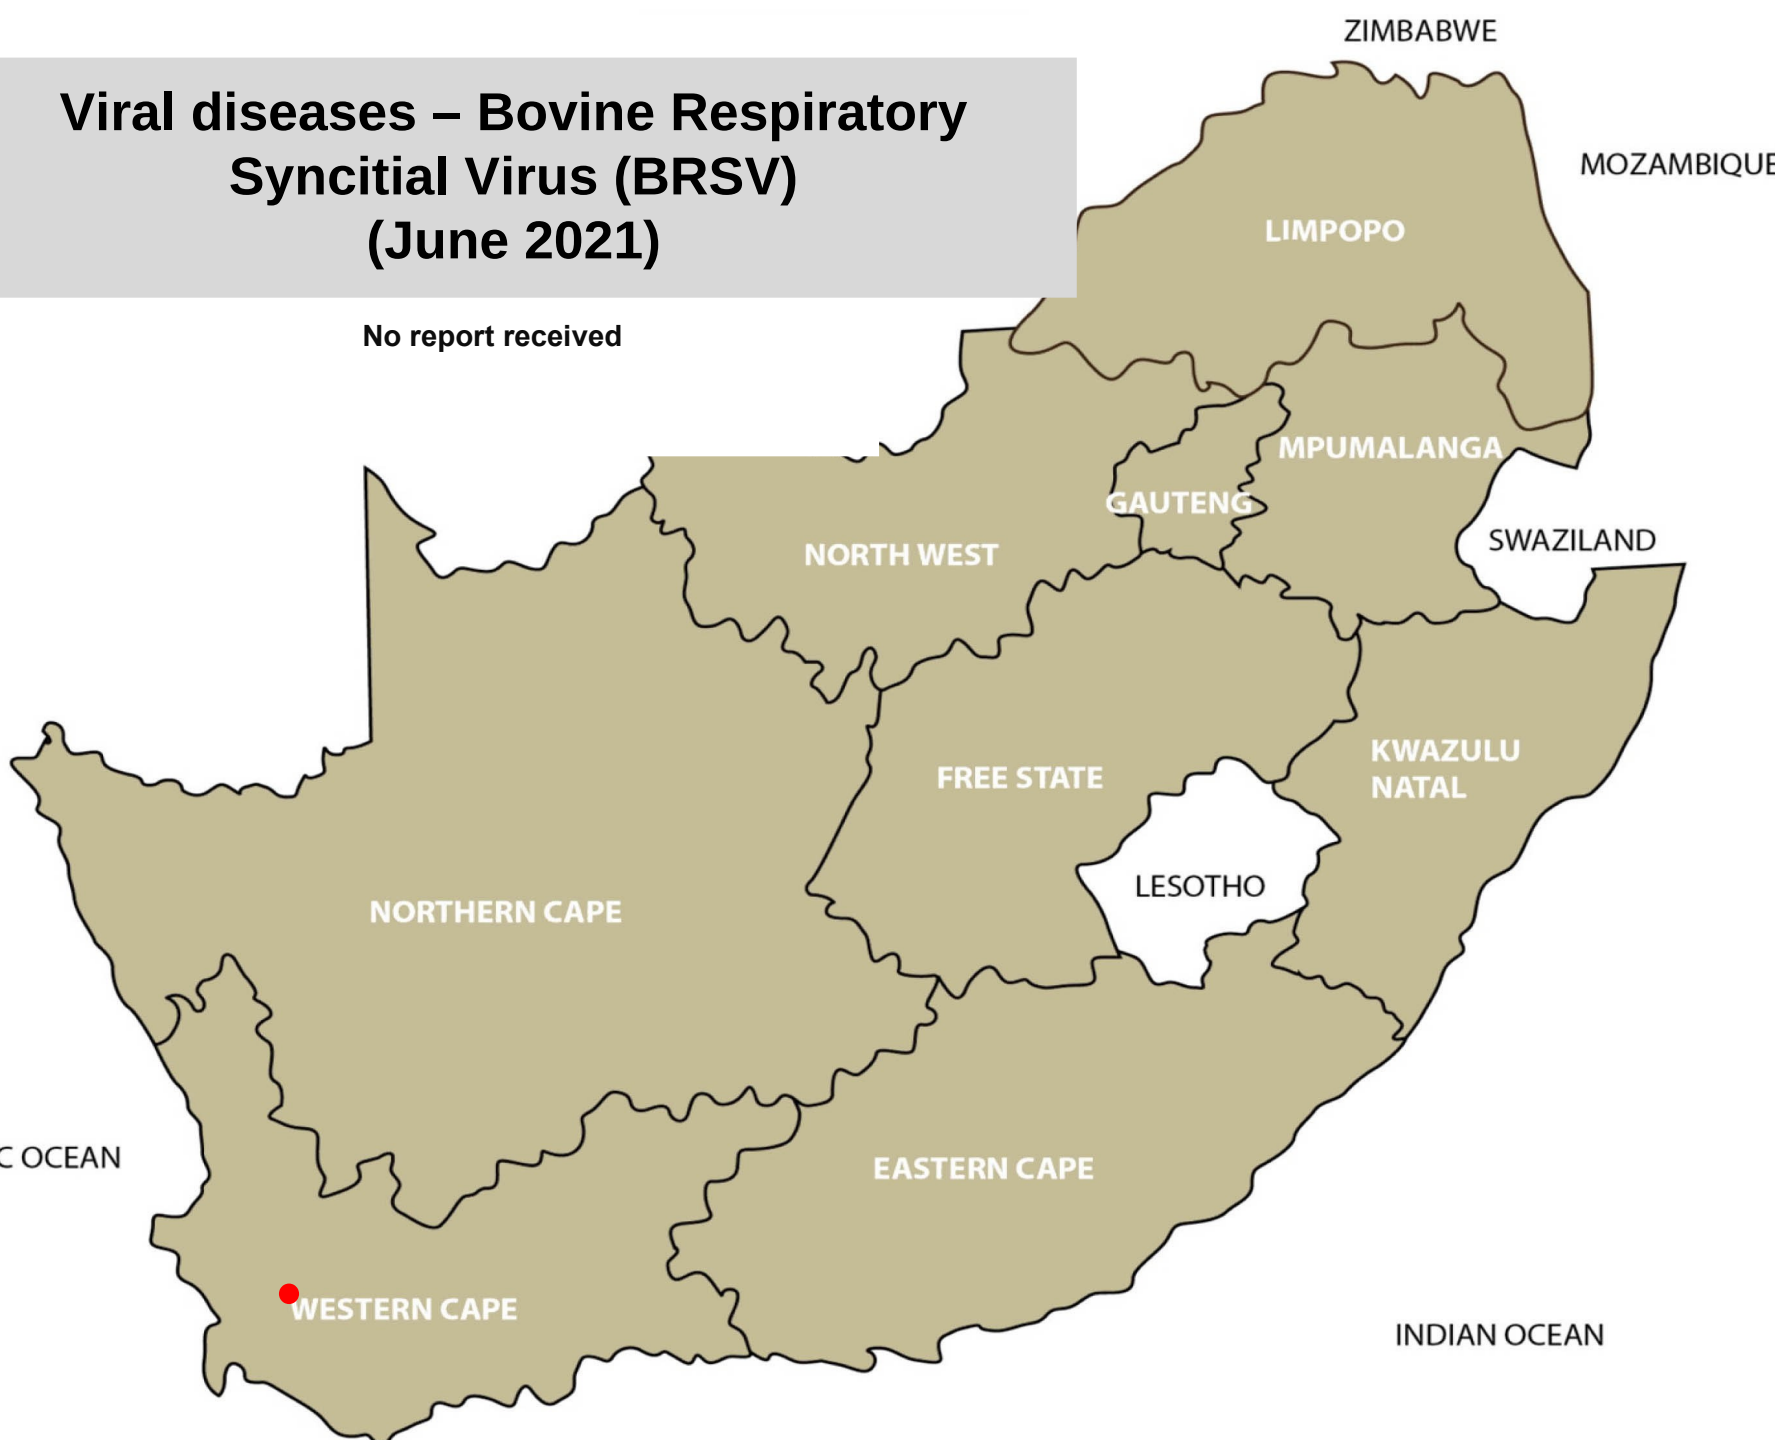 ZIMBABWE
Viral diseases – Bovine Respiratory
Syncitial Virus (BRSV)
(June 2021)
MOZAMBIQUE
LIMPOPO
No report received
MPUMALANGA
GAUTENG
SWAZILAND
NORTH WEST
KWAZULU
NATAL
FREE STATE
LESOTHO
NORTHERN CAPE
C OCEAN
EASTERN CAPE
WESTERN CAPE
INDIAN OCEAN